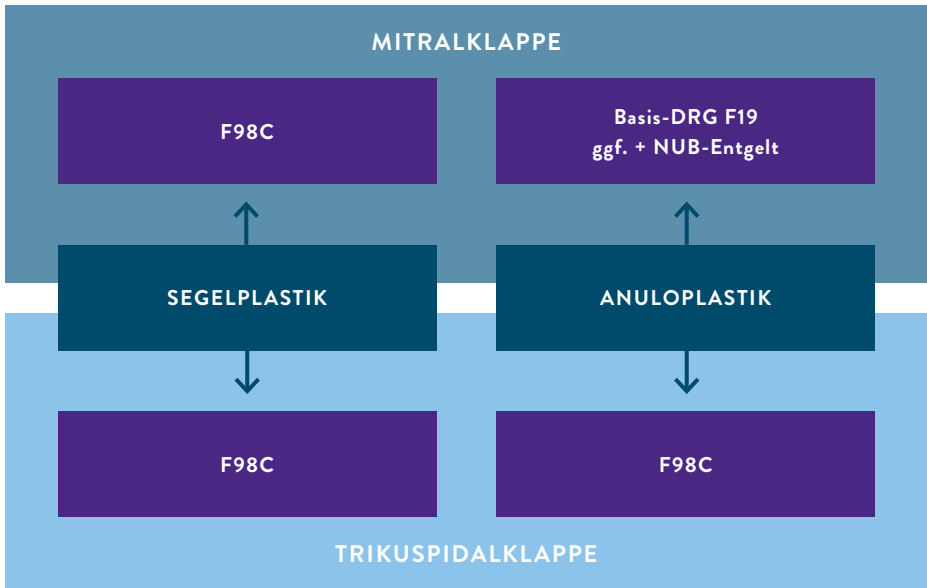 MITRALKLAPPE
F98C
Basis-DRG F19
ggf. + NUB-Entgelt
SEGELPLASTIK
ANULOPLASTIK
F98C
F98C
TRIKUSPIDALKLAPPE